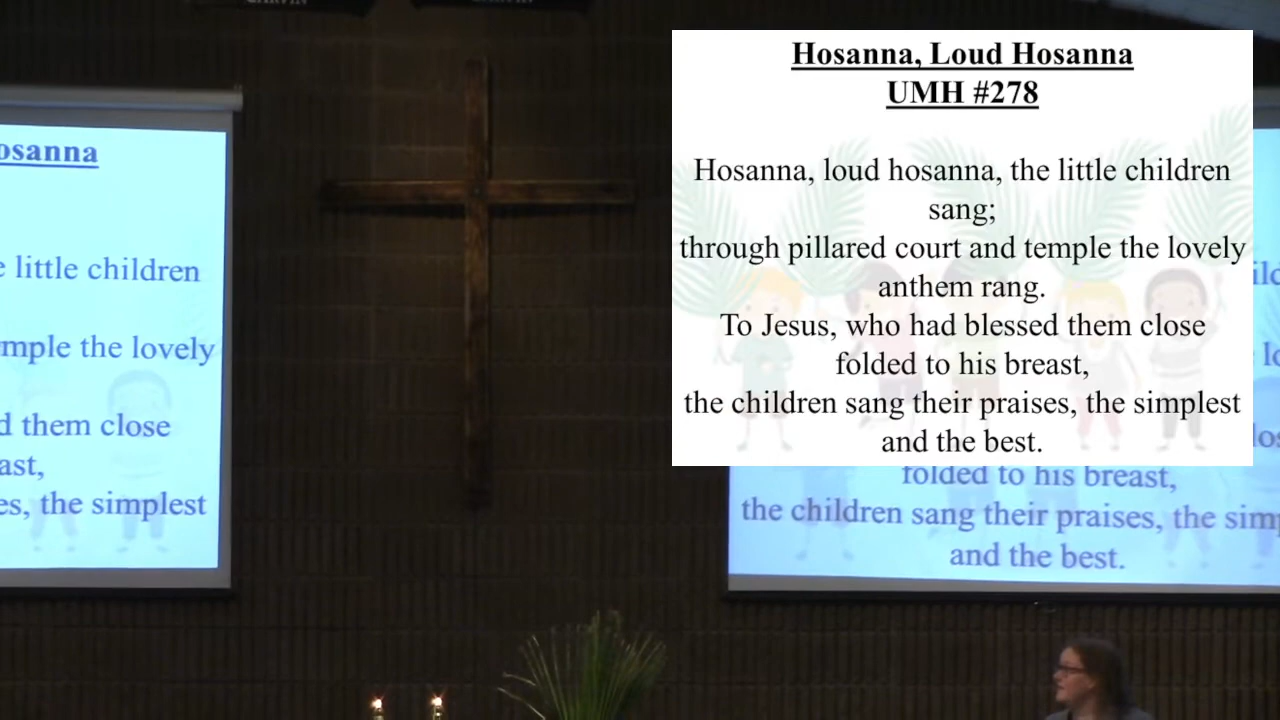 Hosanna, Loud Hosanna
UMH #278
Hosanna, loud hosanna, the little children
sang;
through pillared court and temple the lovely
anthem rang.
To Jesus, who had blessed them close
folded to his breast,
the children sang their praises, the simplest
and the best.
osanna
little children
mple the lovely
d them close
ast,
es, the simplest
folded to his breast,
the children sang their praises, the sim
and the best.